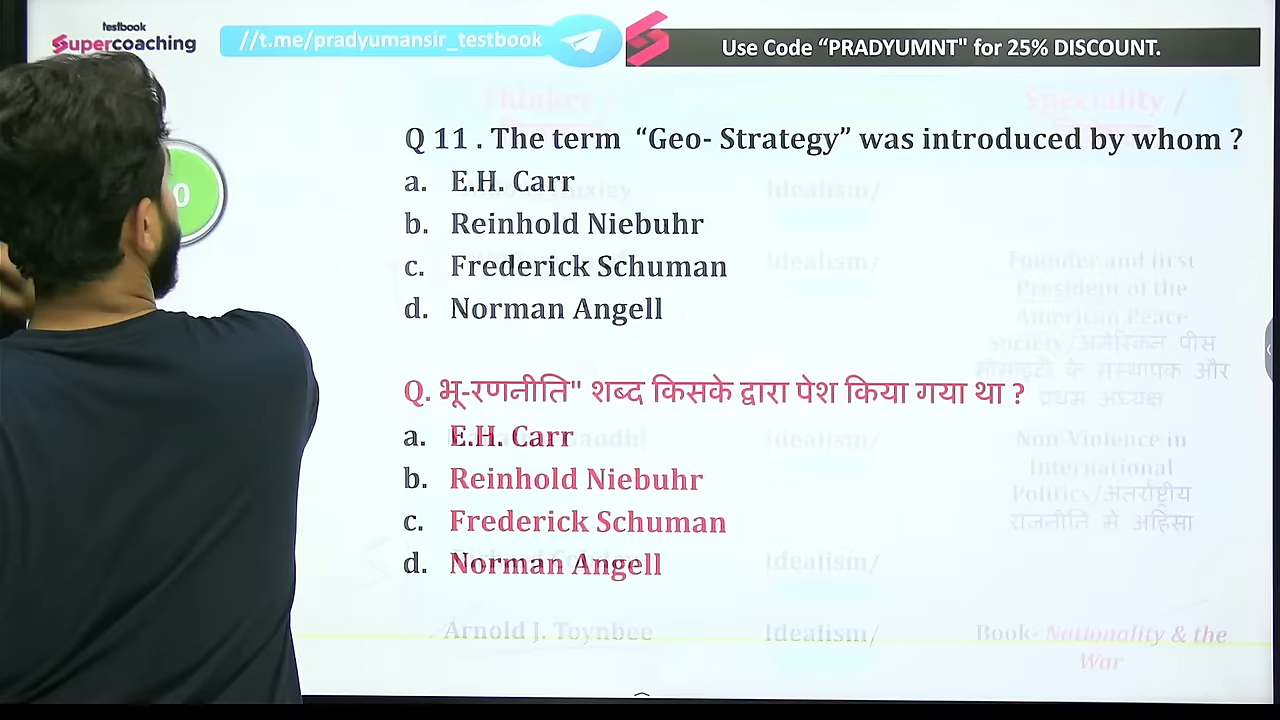 testbook
Supercoaching
//t.me/pradyumansir_testbook
Use Code “PRADYUMNT" for 25% DISCOUNT.
Thinker /
Speciality /
Q 11 . The term “Geo- Strategy” was introduced by whom ?
a. E.H. Carr
Idealism/
b. Reinhold Niebuhr
c. Frederick Schuman
Idealism/
Founder and first
President of the
American Peace
Society/अमेरिकन पीस
सोसाइटी के संस्थापक और
प्रथम अध्यक्ष
d. Norman Angell
Q. भू-रणनीति" शब्द किसके द्वारा पेश किया गया था ?
a. E.H. Carr
Idealism/
Non Violence in
International
Politics/अंतर्राष्ट्रीय
राजनीति में अहिंसा
b. Reinhold Niebuhr
c. Frederick Schuman
d. Norman Angell
Idealism/
Arnold J. Toynbee
Idealism/
Book- Nationality & the
War